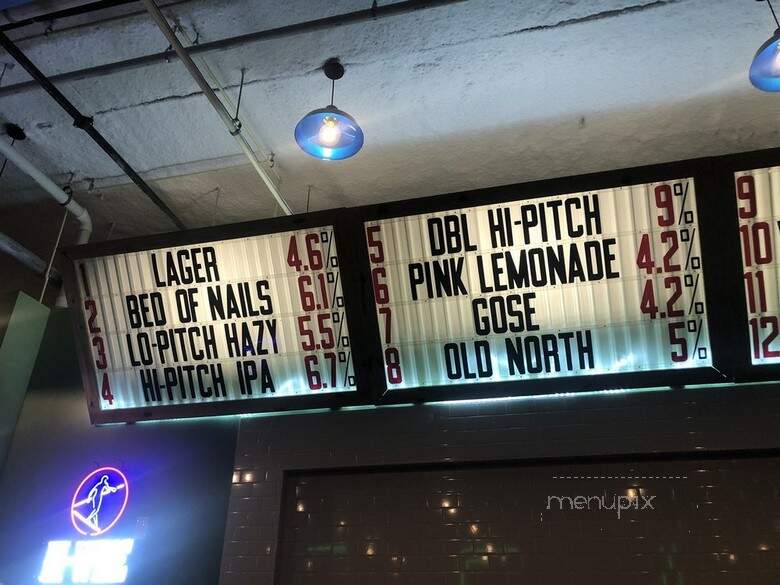 1 LAGER 4.6%
2 BED OF NAILS 6.1%
3 LO-PITCH HAZY 5.5%
4 HI-PITCH IPA 6.7%
5 DBL HI-PITCH 9%
6 PINK LEMONADE 4.2%
7 GOSE 4.2%
8 OLD NORTH 5%
9
10
11
12
HI-WIRE
menupix